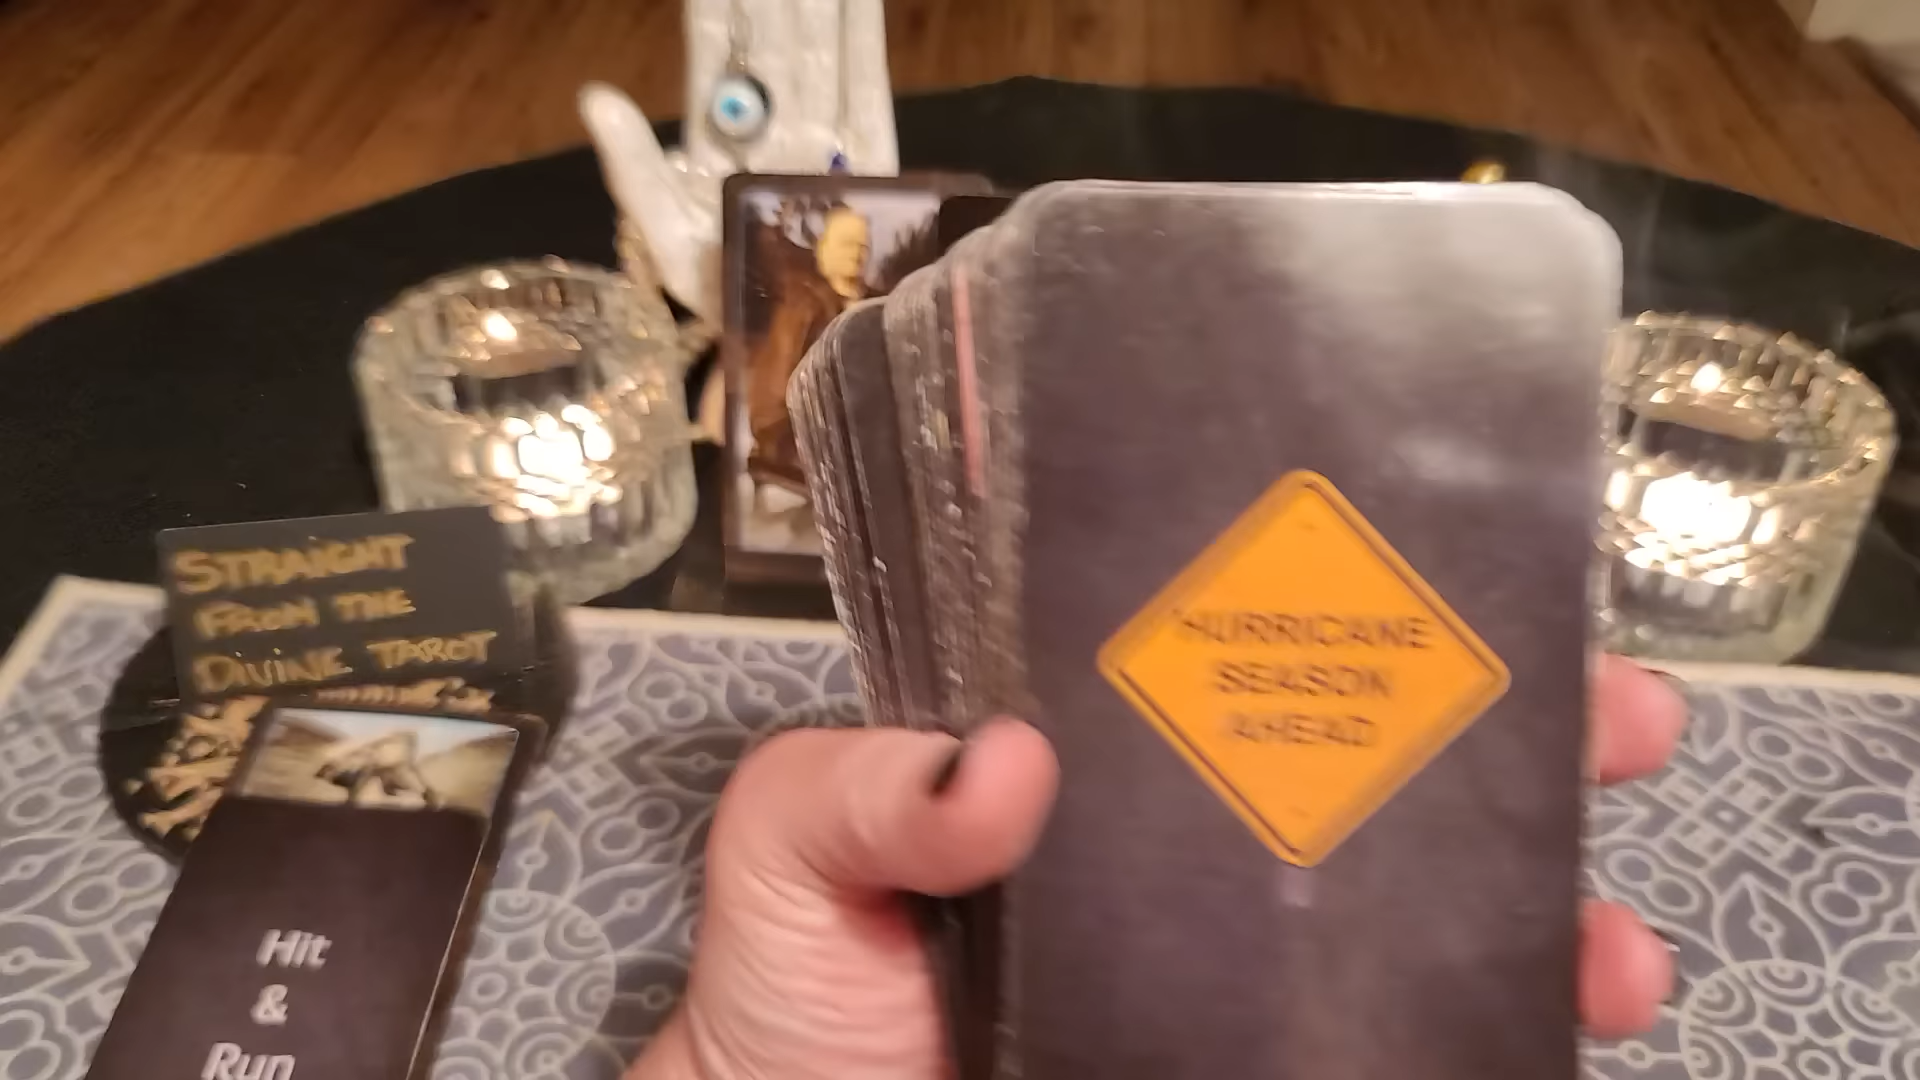 STRAIGHT
FROM THE
DIVINE TAROT
Hit
&
Run
HURRICANE
SEASON
AHEAD